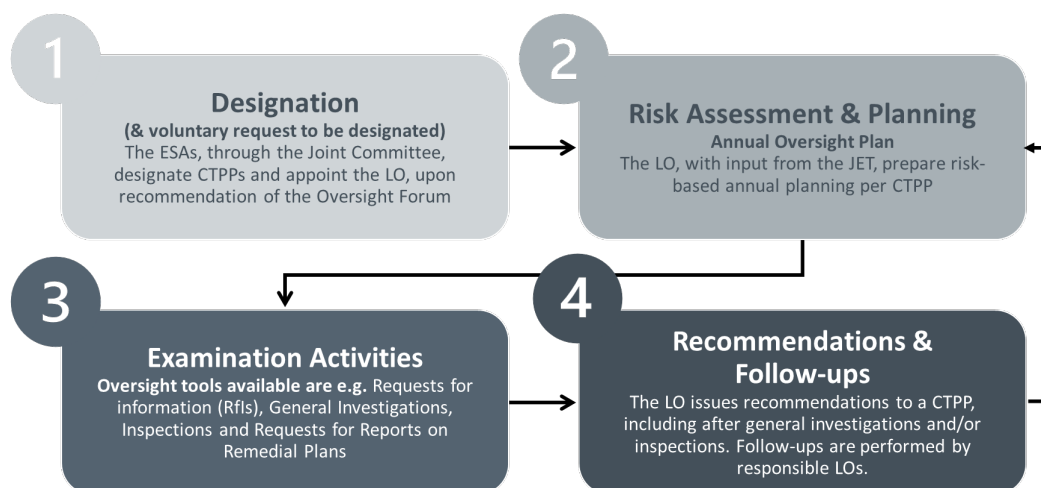 1
Designation
(& voluntary request to be designated)
The ESAs, through the Joint Committee,
designate CTPPs and appoint the LO, upon
recommendation of the Oversight Forum
2
Risk Assessment & Planning
Annual Oversight Plan
The LO, with input from the JET, prepare risk-
based annual planning per CTPP
3
Examination Activities
Oversight tools available are e.g. Requests for
information (RfIs), General Investigations,
Inspections and Requests for Reports on
Remedial Plans
4
Recommendations &
Follow-ups
The LO issues recommendations to a CTPP,
including after general investigations and/or
inspections. Follow-ups are performed by
responsible LOs.